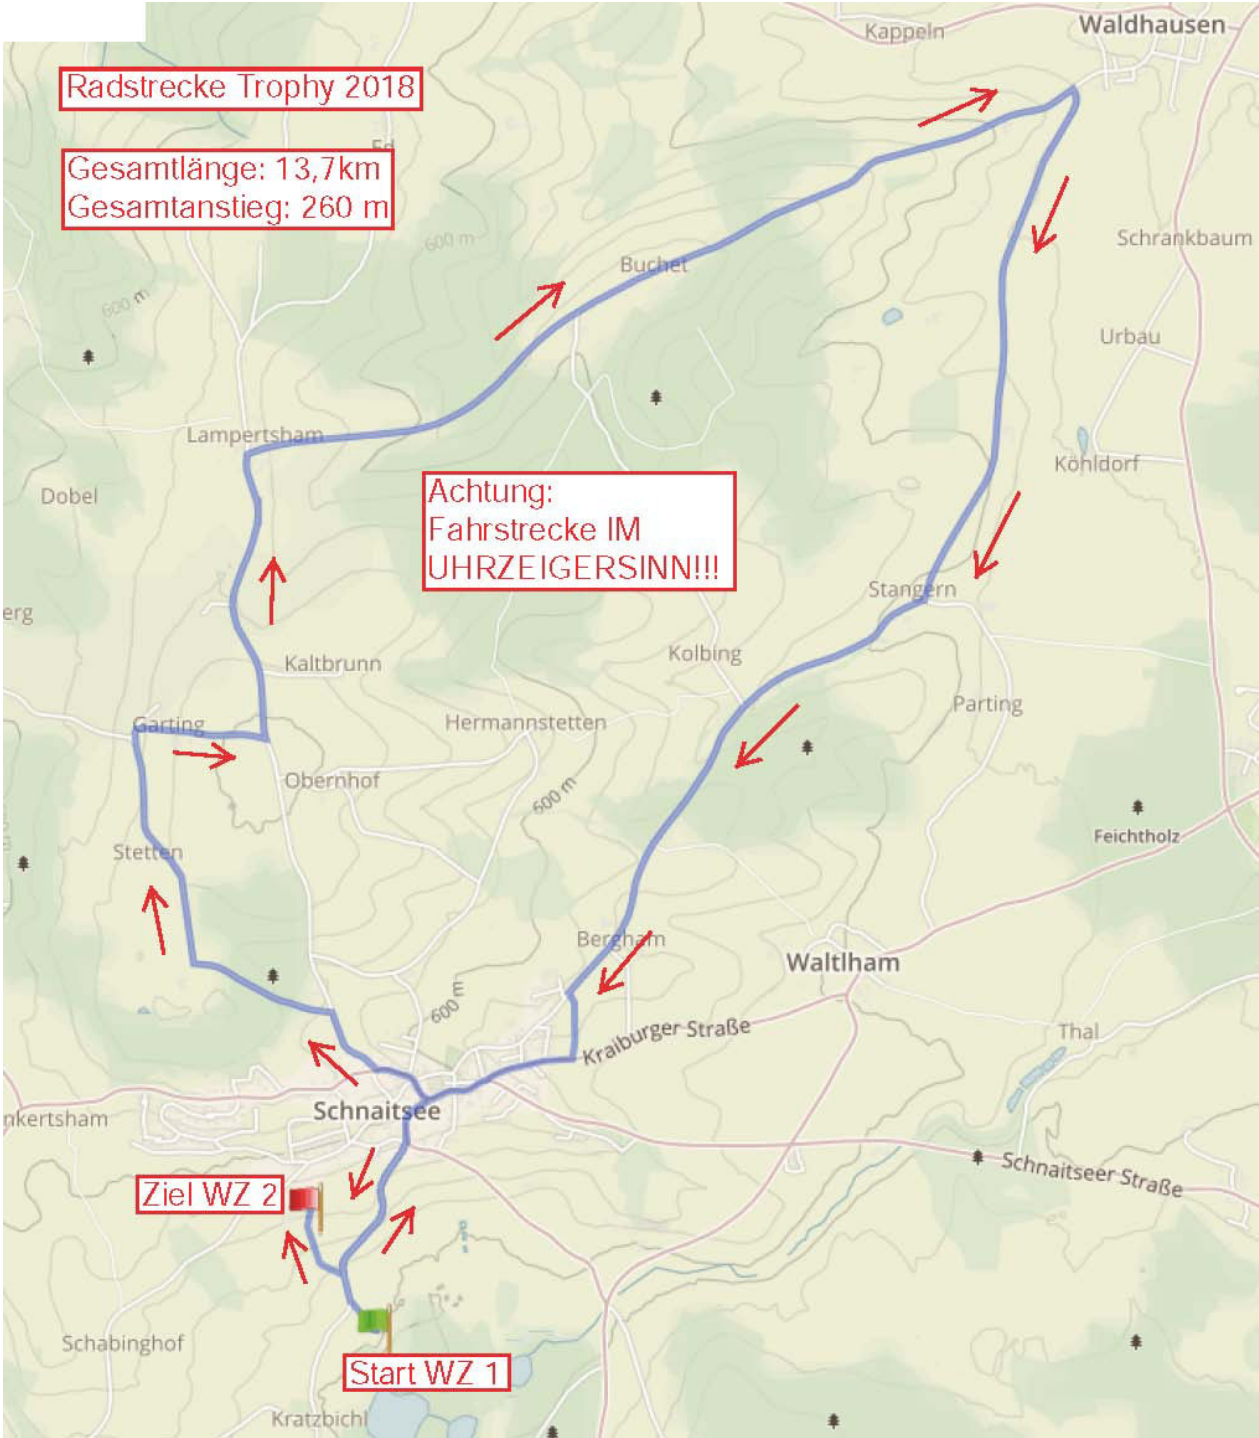 Waldhausen
Kappeln
Radstrecke Trophy 2018
Ed
Gesamtlänge: 13,7km
Gesamtanstieg: 260 m
600 m
Schrankbaum
Buchet
600 m
Urbau
Lampertsham
Köhldorf
Dobel
Achtung:
Fahrstrecke IM
UHRZEIGERSINN!!!
Stangern
erg
Kolbing
Kaltbrunn
Parting
Garting
Hermannstetten
Obernhof
600 m
Feichtholz
Stetten
Bergham
Waltlham
600 m
Kraiburger Straße
Thal
Schnaitsee
nkertsham
Schnaitseer Straße
Ziel WZ 2
Schabinghof
Start WZ 1
Kratzbichl